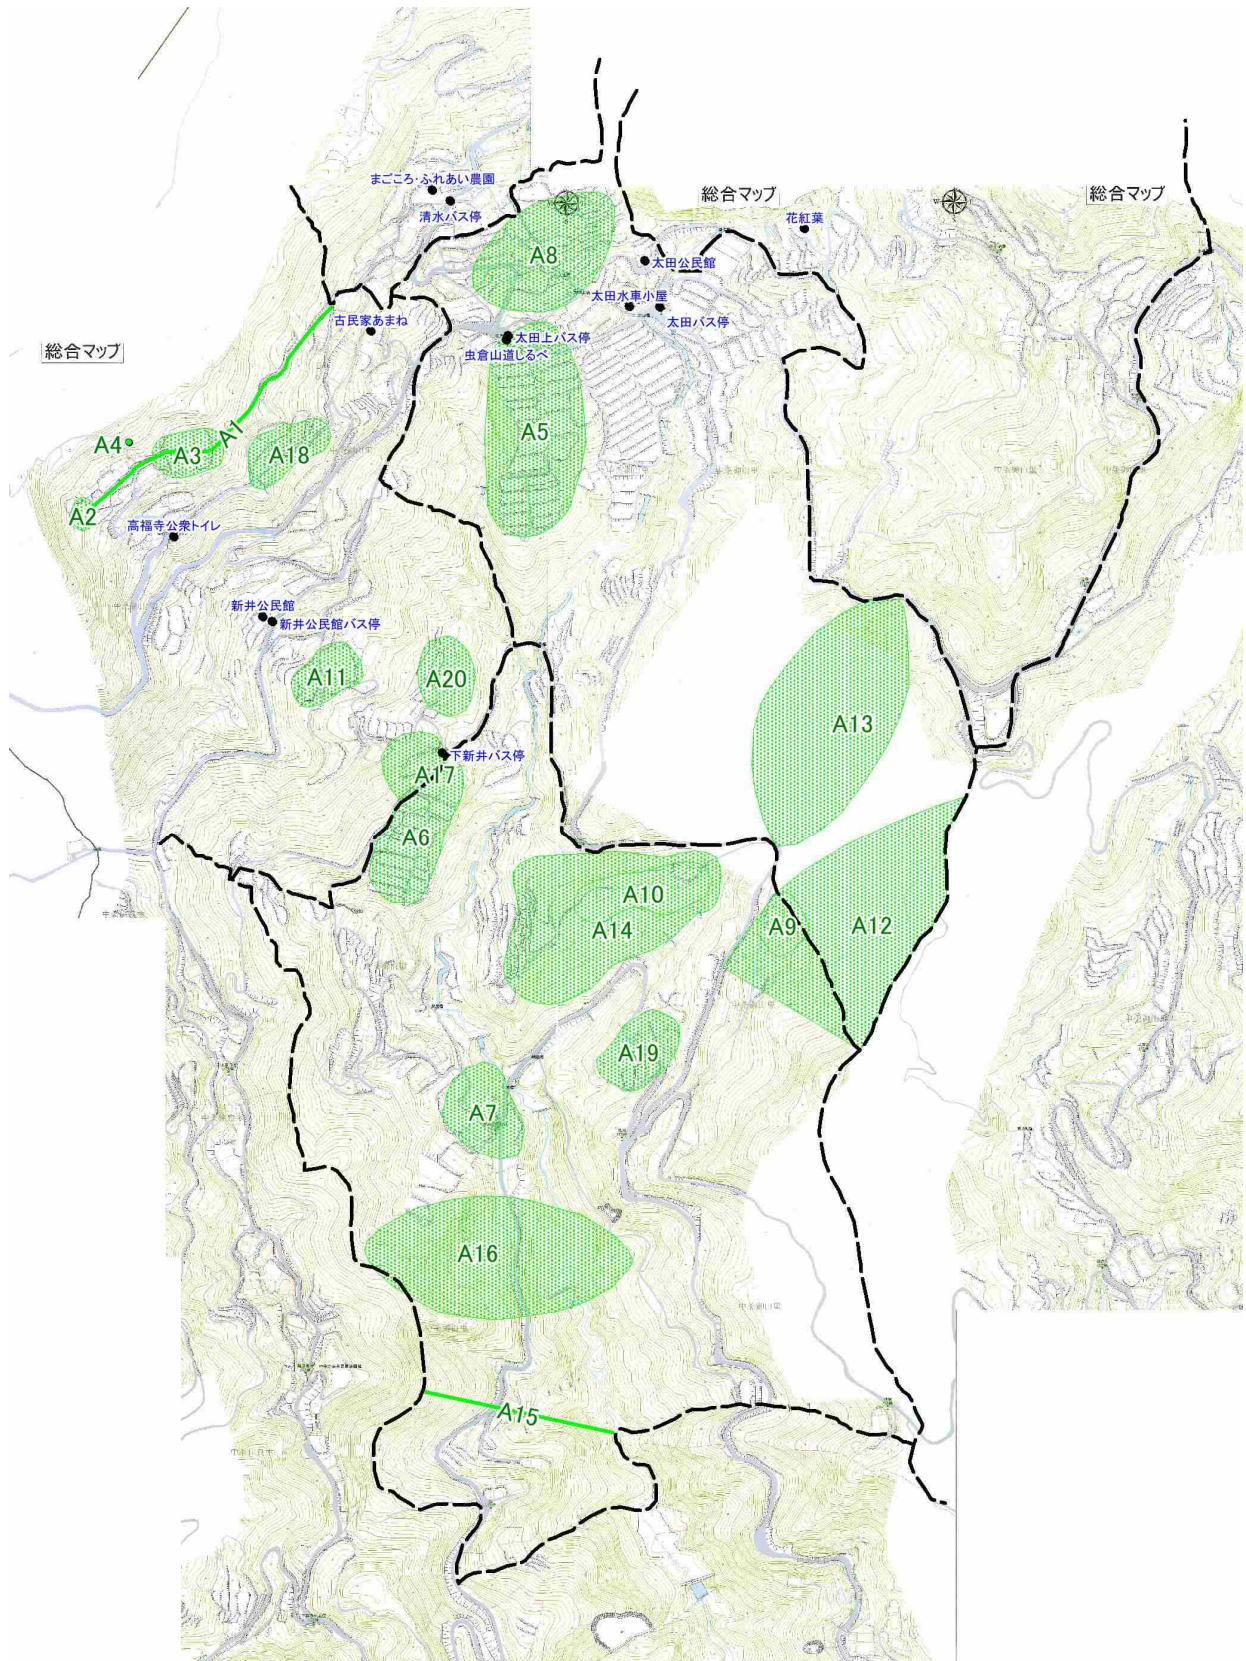 まごころ・ふれあい農園
清水バス停
総合マップ
花紅葉
総合マップ
A8
太田公民館
太田水車小屋
太田バス停
古民家あまね
太田上バス停
虫倉山道しるべ
総合マップ
A1
A5
A4
A3
A18
A2
高福寺公衆トイレ
新井公民館
新井公民館バス停
A11
A20
A13
下新井バス停
A17
A6
A10
A14
A9
A12
A19
A7
A16
A15